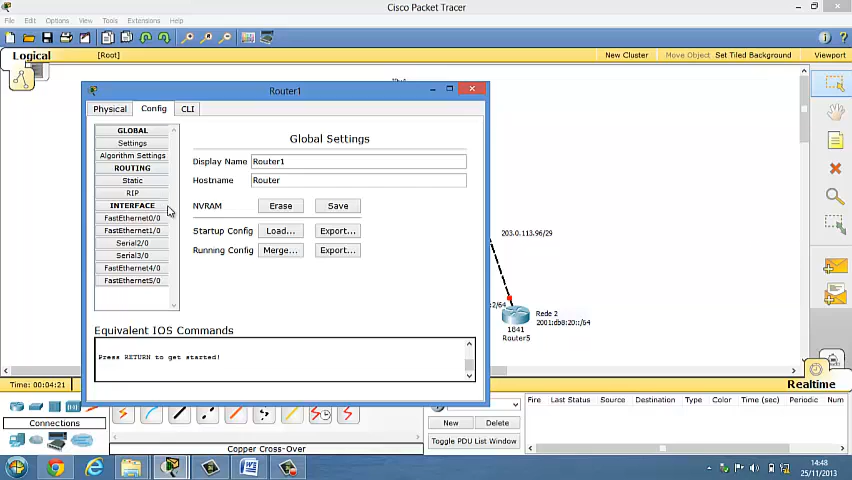 Cisco Packet Tracer
File Edit Options View Tools Extensions Help
Logical [Root] New Cluster Move Object Set Tiled Background Viewport
Router1
Physical Config CLI
GLOBAL
Settings
Algorithm Settings
ROUTING
Static
RIP
INTERFACE
FastEthernet0/0
FastEthernet1/0
Serial2/0
Serial3/0
FastEthernet4/0
FastEthernet5/0
Global Settings
Display Name Router1
Hostname Router
NVRAM Erase Save
Startup Config Load... Export...
Running Config Merge... Export...
Equivalent IOS Commands
Press RETURN to get started!
203.0.113.96/29
2/64
Rede 2
2001:db8:20::/64
1841
Router5
Time: 00:04:21 Realtime
Connections
Copper Cross-Over
New Delete
Toggle PDU List Window
Fire Last Status Source Destination Type Color Time (sec) Periodic Num
14:48
25/11/2013